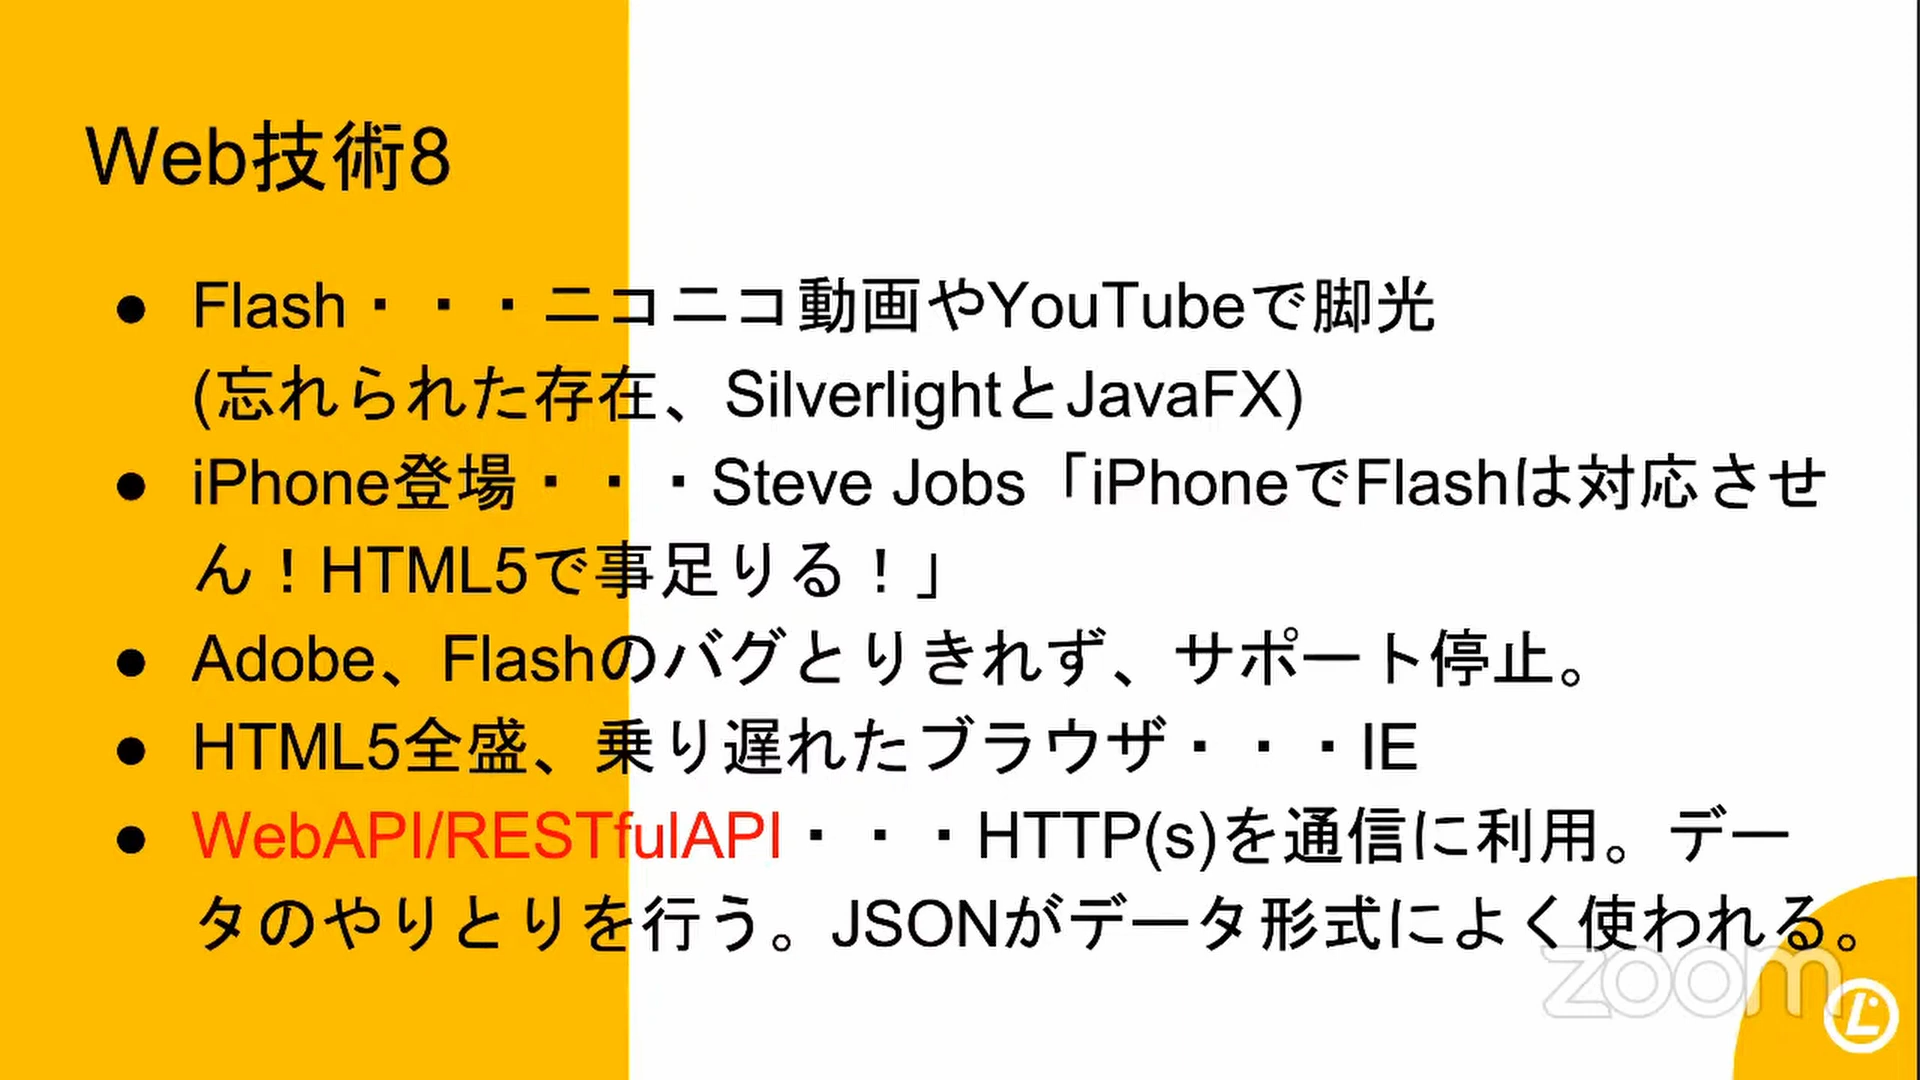 Web技術8
● Flash・・・ニコニコ動画やYouTubeで脚光
(忘れられた存在、SilverlightとJavaFX)
● iPhone登場・・・Steve Jobs「iPhoneでFlashは対応させ
ん！HTML5で事足りる！」
● Adobe、Flashのバグとりきれず、サポート停止。
● HTML5全盛、乗り遅れたブラウザ・・・IE
● WebAPI/RESTfulAPI・・・HTTP(s)を通信に利用。デー
タのやりとりを行う。JSONがデータ形式によく使われる。
zoom
L